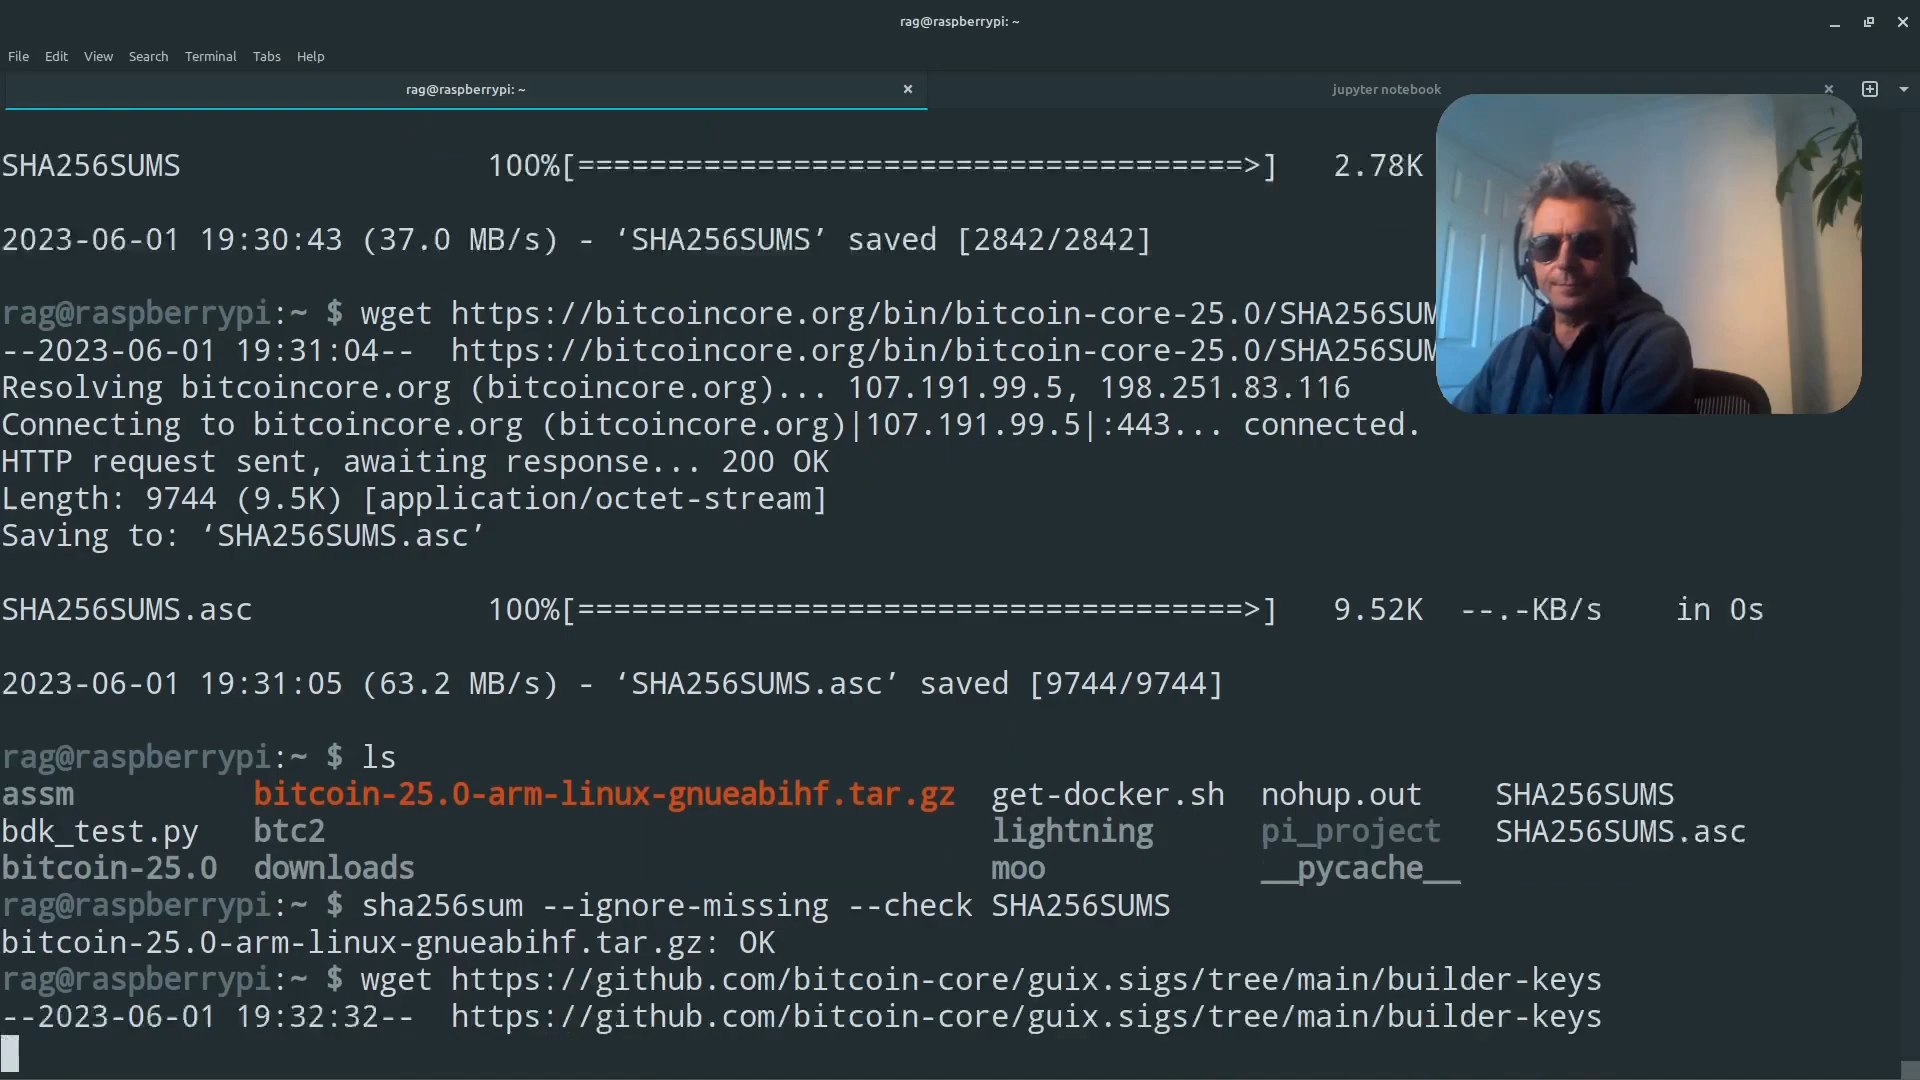 rag@raspberrypi: ~
File Edit View Search Terminal Tabs Help
rag@raspberrypi: ~ jupyter notebook
SHA256SUMS 100%[=====================================>] 2.78K
2023-06-01 19:30:43 (37.0 MB/s) - ‘SHA256SUMS’ saved [2842/2842]
rag@raspberrypi:~ $ wget https://bitcoincore.org/bin/bitcoin-core-25.0/SHA256SUM
--2023-06-01 19:31:04-- https://bitcoincore.org/bin/bitcoin-core-25.0/SHA256SUM
Resolving bitcoincore.org (bitcoincore.org)... 107.191.99.5, 198.251.83.116
Connecting to bitcoincore.org (bitcoincore.org)|107.191.99.5|:443... connected.
HTTP request sent, awaiting response... 200 OK
Length: 9744 (9.5K) [application/octet-stream]
Saving to: ‘SHA256SUMS.asc’
SHA256SUMS.asc 100%[=====================================>] 9.52K --.-KB/s in 0s
2023-06-01 19:31:05 (63.2 MB/s) - ‘SHA256SUMS.asc’ saved [9744/9744]
rag@raspberrypi:~ $ ls
assm bitcoin-25.0-arm-linux-gnueabihf.tar.gz get-docker.sh nohup.out SHA256SUMS
bdk_test.py btc2 lightning pi_project SHA256SUMS.asc
bitcoin-25.0 downloads moo __pycache__
rag@raspberrypi:~ $ sha256sum --ignore-missing --check SHA256SUMS
bitcoin-25.0-arm-linux-gnueabihf.tar.gz: OK
rag@raspberrypi:~ $ wget https://github.com/bitcoin-core/guix.sigs/tree/main/builder-keys
--2023-06-01 19:32:32-- https://github.com/bitcoin-core/guix.sigs/tree/main/builder-keys